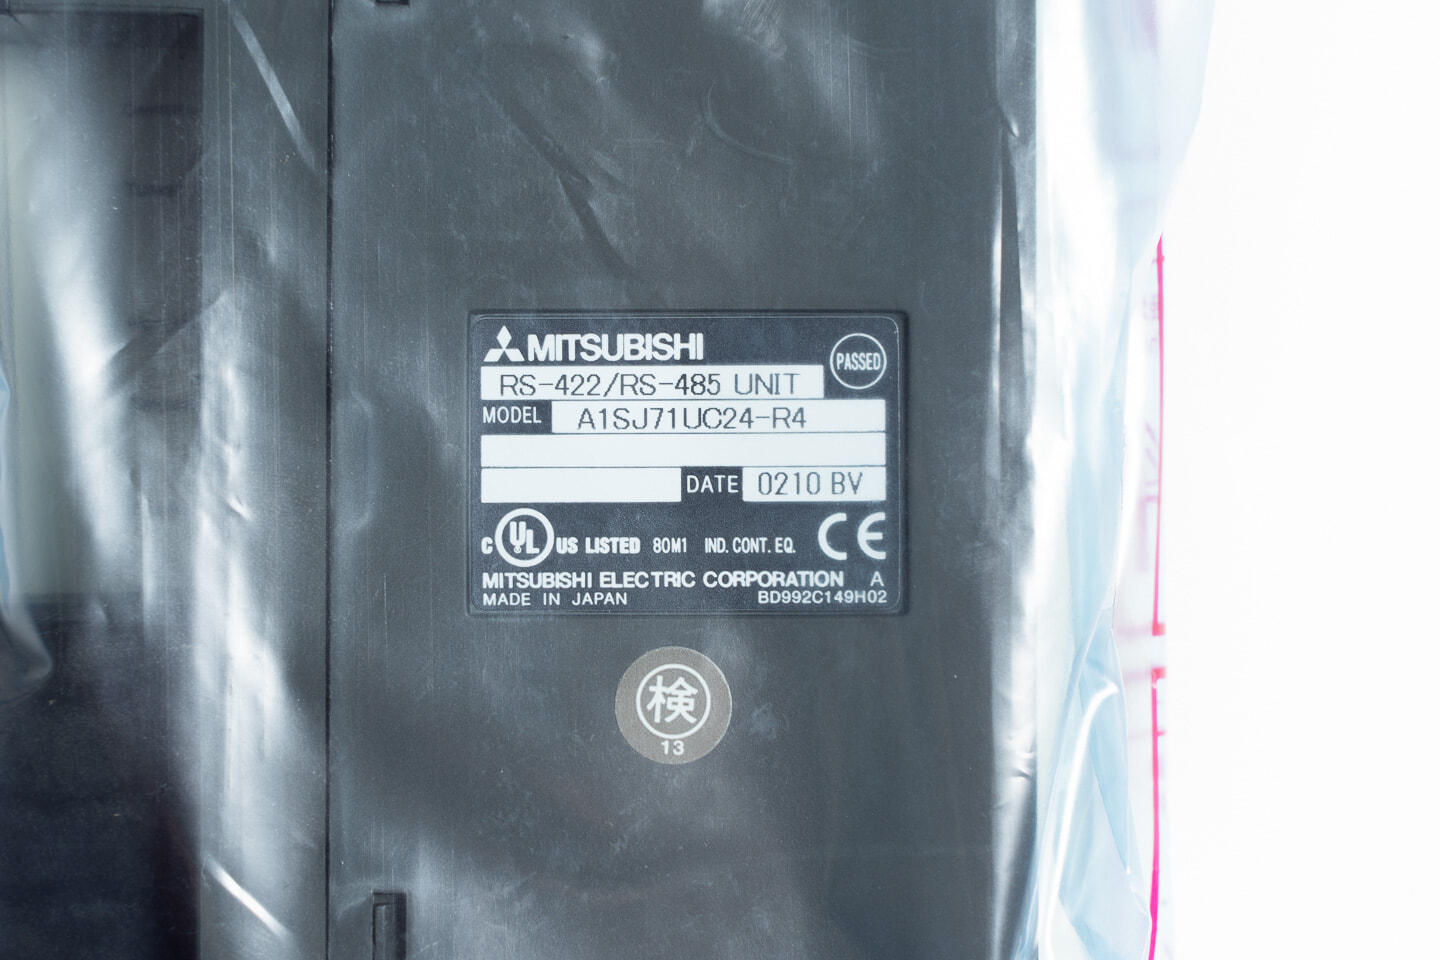 MITSUBISHI
PASSED
RS-422/RS-485 UNIT
MODEL A1SJ71UC24-R4
DATE 0210 BV
C UL US LISTED 80M1 IND. CONT. EQ. CE
MITSUBISHI ELECTRIC CORPORATION A
MADE IN JAPAN BD992C149H02
検
13